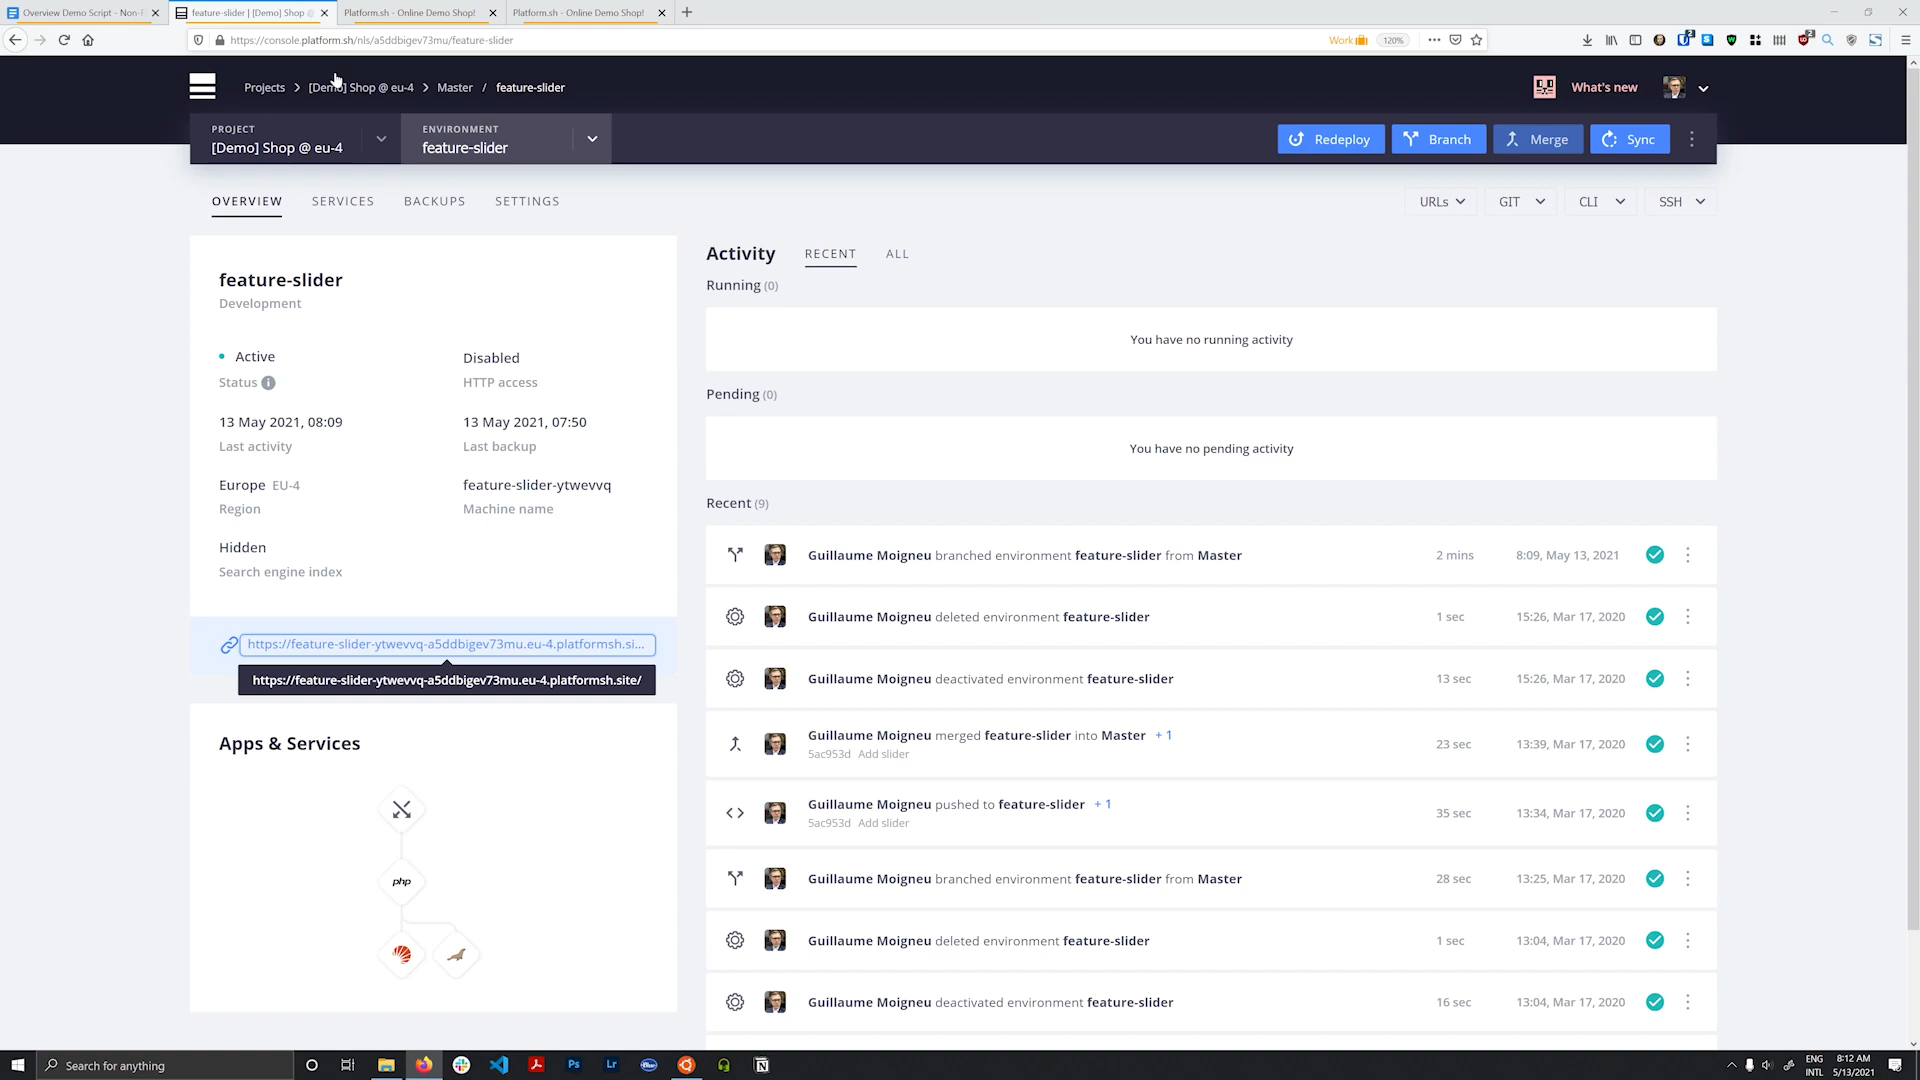 Overview Demo Script - Non-F
feature-slider | [Demo] Shop @
Platform.sh - Online Demo Shop!
Platform.sh - Online Demo Shop!
https://console.platform.sh/nls/a5ddbigev73mu/feature-slider
Work
120%
Projects > [Demo] Shop @ eu-4 > Master / feature-slider
What's new
PROJECT
[Demo] Shop @ eu-4
ENVIRONMENT
feature-slider
Redeploy
Branch
Merge
Sync
OVERVIEW
SERVICES
BACKUPS
SETTINGS
URLs
GIT
CLI
SSH
feature-slider
Development
Active
Status
Disabled
HTTP access
13 May 2021, 08:09
Last activity
13 May 2021, 07:50
Last backup
Europe EU-4
Region
feature-slider-ytwevvq
Machine name
Hidden
Search engine index
https://feature-slider-ytwevvq-a5ddbigev73mu.eu-4.platformsh.si...
https://feature-slider-ytwevvq-a5ddbigev73mu.eu-4.platformsh.site/
Apps & Services
php
Activity
RECENT
ALL
Running (0)
You have no running activity
Pending (0)
You have no pending activity
Recent (9)
Guillaume Moigneu branched environment feature-slider from Master 2 mins 8:09, May 13, 2021
Guillaume Moigneu deleted environment feature-slider 1 sec 15:26, Mar 17, 2020
Guillaume Moigneu deactivated environment feature-slider 13 sec 15:26, Mar 17, 2020
Guillaume Moigneu merged feature-slider into Master + 1 23 sec 13:39, Mar 17, 2020
5ac953d Add slider
Guillaume Moigneu pushed to feature-slider + 1 35 sec 13:34, Mar 17, 2020
5ac953d Add slider
Guillaume Moigneu branched environment feature-slider from Master 28 sec 13:25, Mar 17, 2020
Guillaume Moigneu deleted environment feature-slider 1 sec 13:04, Mar 17, 2020
Guillaume Moigneu deactivated environment feature-slider 16 sec 13:04, Mar 17, 2020
Search for anything
Ps
Lr
ENG
INTL
8:12 AM
5/13/2021